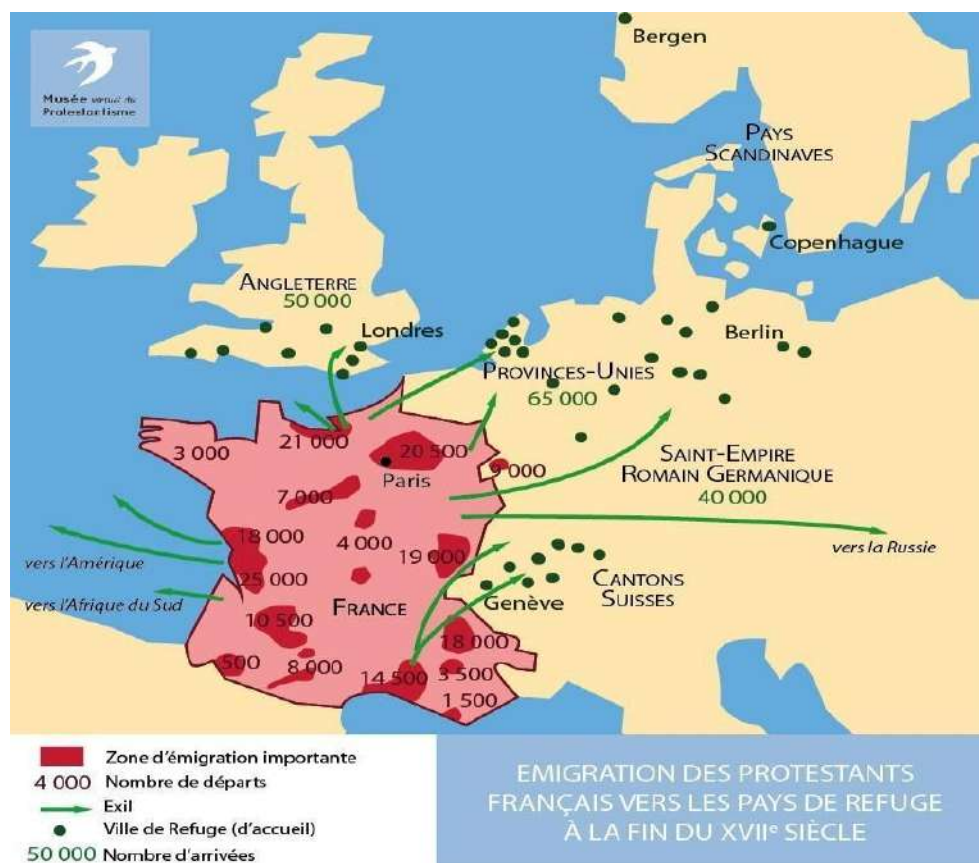 Musée virtuel du
Protestantisme
Bergen
PAYS
SCANDINAVES
Copenhague
ANGLETERRE
50 000
Londres
Berlin
PROVINCES-UNIES
65 000
3 000
21 000
20 500
Paris
9 000
SAINT-EMPIRE
ROMAIN GERMANIQUE
40 000
7 000
18 000
4 000
19 000
vers la Russie
vers l'Amérique
25 000
vers l'Afrique du Sud
FRANCE
Genève
CANTONS
SUISSES
10 500
18 000
500
8 000
14 500
3 500
1 500
Zone d'émigration importante
4 000 Nombre de départs
Exil
Ville de Refuge (d'accueil)
50 000 Nombre d'arrivées
EMIGRATION DES PROTESTANTS
FRANÇAIS VERS LES PAYS DE REFUGE
À LA FIN DU XVIIe SIÈCLE